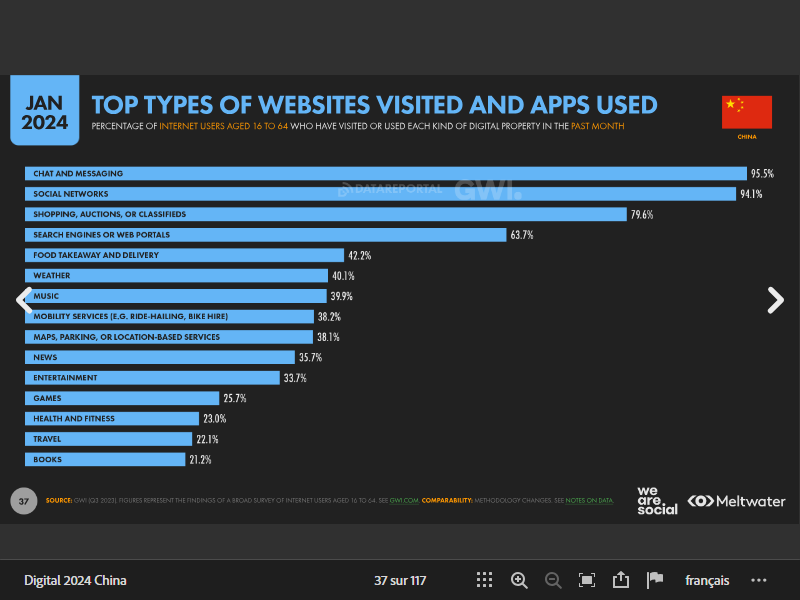 JAN
2024
TOP TYPES OF WEBSITES VISITED AND APPS USED
PERCENTAGE OF INTERNET USERS AGED 16 TO 64 WHO HAVE VISITED OR USED EACH KIND OF DIGITAL PROPERTY IN THE PAST MONTH
CHINA
CHAT AND MESSAGING 95.5%
SOCIAL NETWORKS 94.1%
DATAREPORTAL GWI.
SHOPPING, AUCTIONS, OR CLASSIFIEDS 79.6%
SEARCH ENGINES OR WEB PORTALS 63.7%
FOOD TAKEAWAY AND DELIVERY 42.2%
WEATHER 40.1%
MUSIC 39.9%
MOBILITY SERVICES (E.G. RIDE-HAILING, BIKE HIRE) 38.2%
MAPS, PARKING, OR LOCATION-BASED SERVICES 38.1%
NEWS 35.7%
ENTERTAINMENT 33.7%
GAMES 25.7%
HEALTH AND FITNESS 23.0%
TRAVEL 22.1%
BOOKS 21.2%
37 SOURCE: GWI (Q3 2023). FIGURES REPRESENT THE FINDINGS OF A BROAD SURVEY OF INTERNET USERS AGED 16 TO 64. SEE GWI.COM. COMPARABILITY: METHODOLOGY CHANGES. SEE NOTES ON DATA.
we
are
social
Meltwater
Digital 2024 China 37 sur 117 français